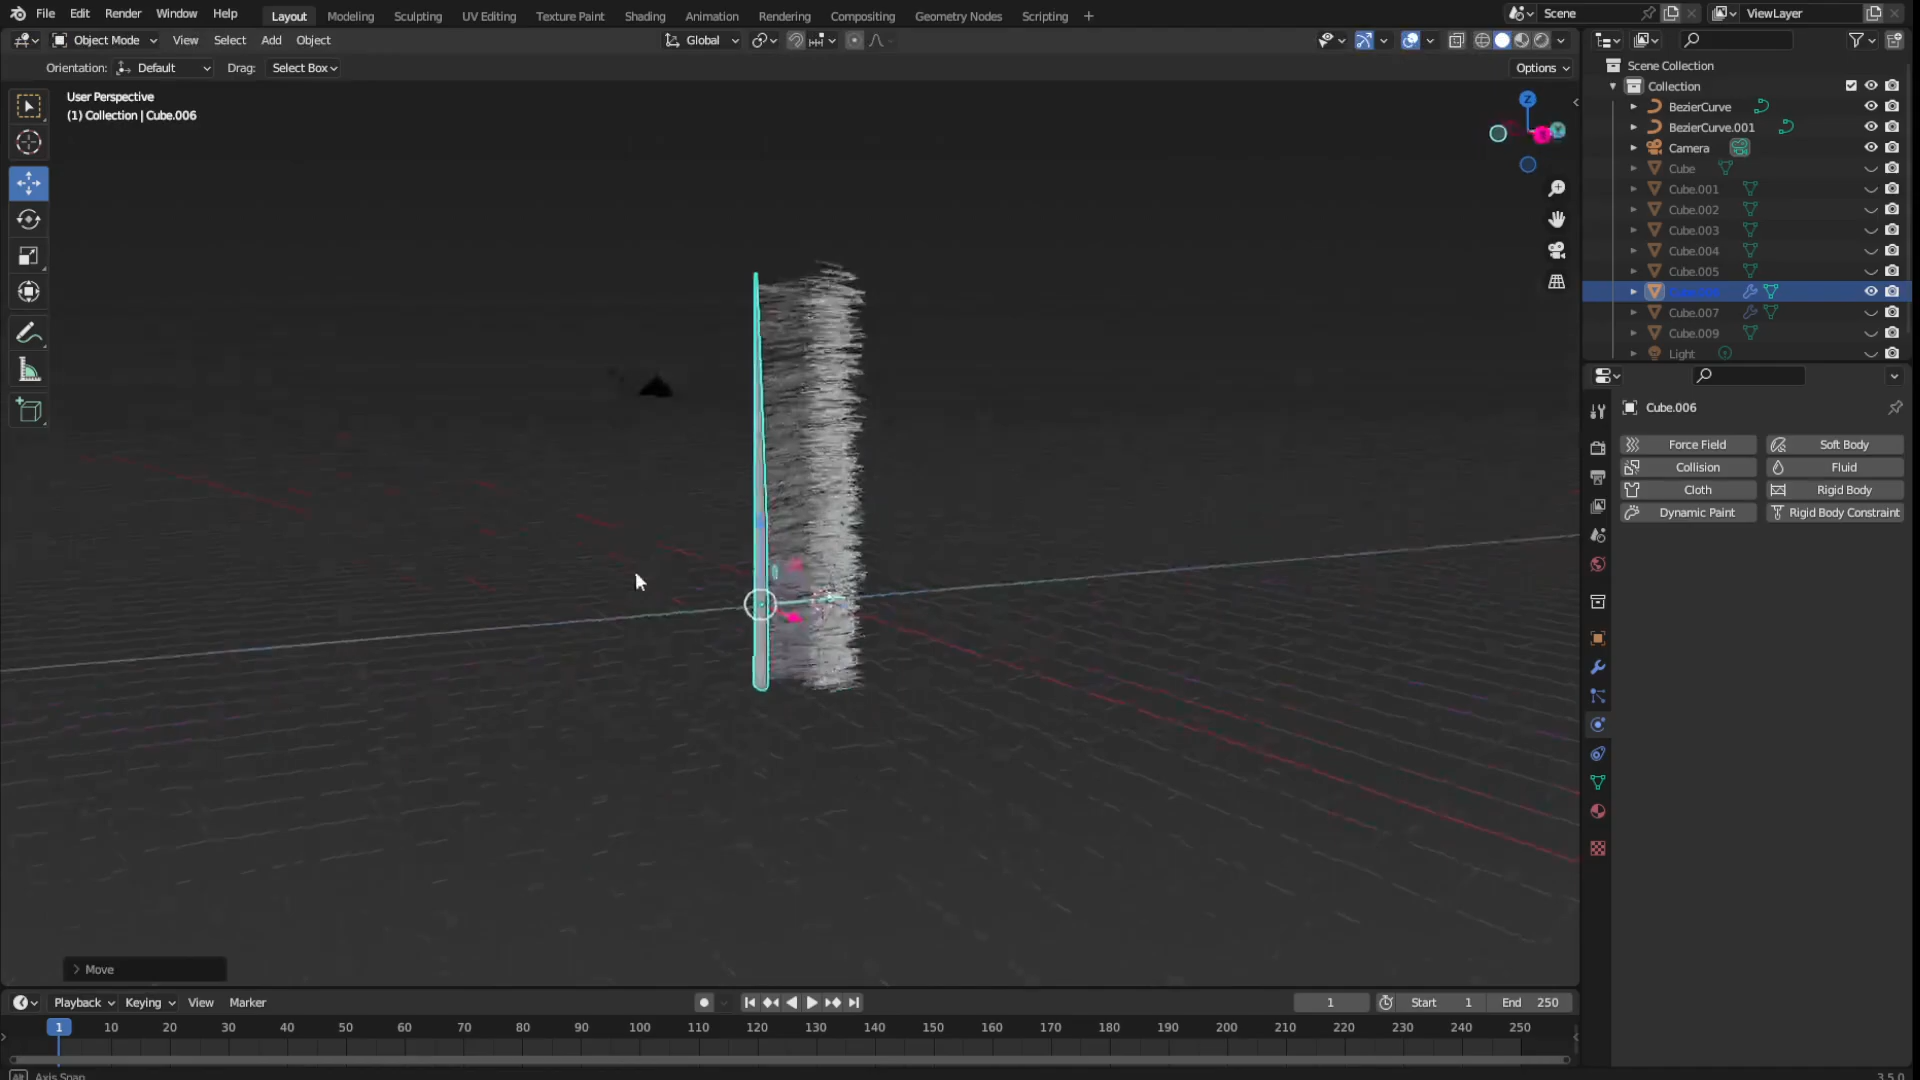 File Edit Render Window Help Layout Modeling Sculpting UV Editing Texture Paint Shading Animation Rendering Compositing Geometry Nodes Scripting Scene ViewLayer
Object Mode View Select Add Object Global
Orientation: Default Drag: Select Box Options
User Perspective
(1) Collection | Cube.006
Z
Scene Collection
Collection
BezierCurve
BezierCurve.001
Camera
Cube
Cube.001
Cube.002
Cube.003
Cube.004
Cube.005
Cube.007
Cube.009
Light
Cube.006
Force Field Soft Body
Collision Fluid
Cloth Rigid Body
Dynamic Paint Rigid Body Constraint
Move
Playback Keying View Marker 1 Start 1 End 250
1 10 20 30 40 50 60 70 80 90 100 110 120 130 140 150 160 170 180 190 200 210 220 230 240 250
Alt Axis Snap 3.5.0